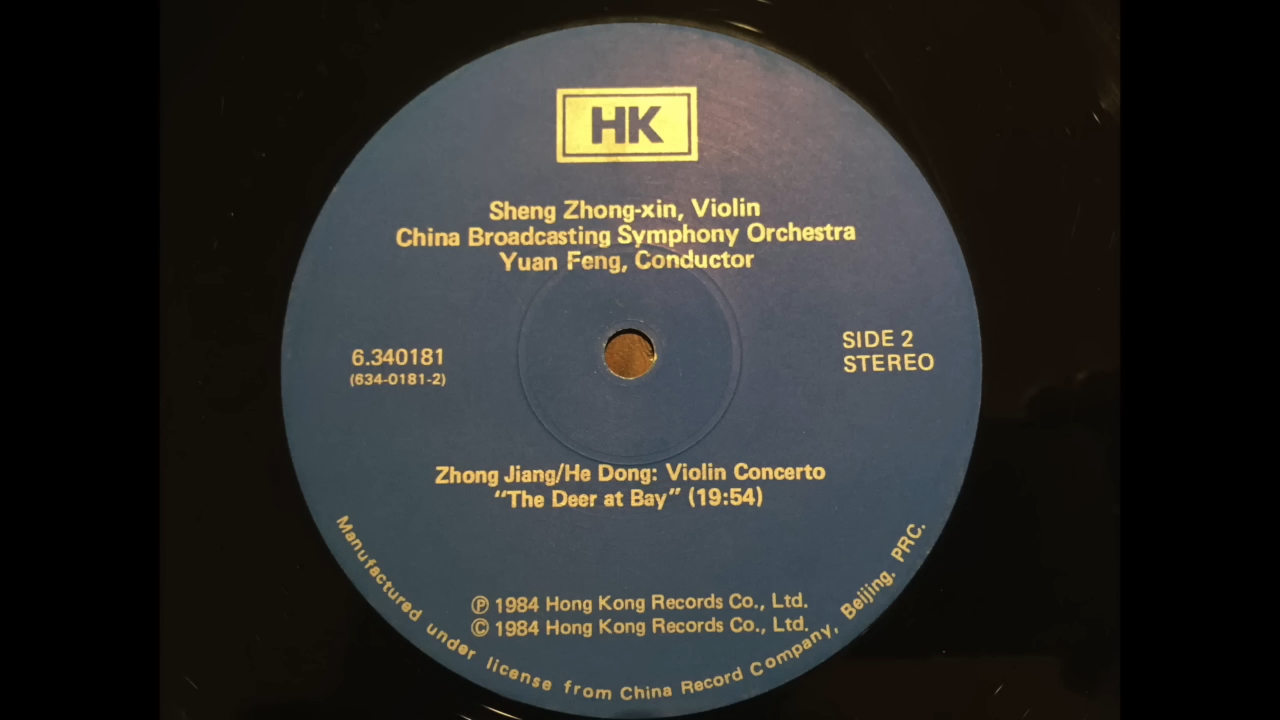 HK
Sheng Zhong-xin, Violin
China Broadcasting Symphony Orchestra
Yuan Feng, Conductor
6.340181
(634-0181-2)
SIDE 2
STEREO
Zhong Jiang/He Dong: Violin Concerto
“The Deer at Bay” (19:54)
℗ 1984 Hong Kong Records Co., Ltd.
© 1984 Hong Kong Records Co., Ltd.
Manufactured under license from China Record Company, Beijing. PRC.